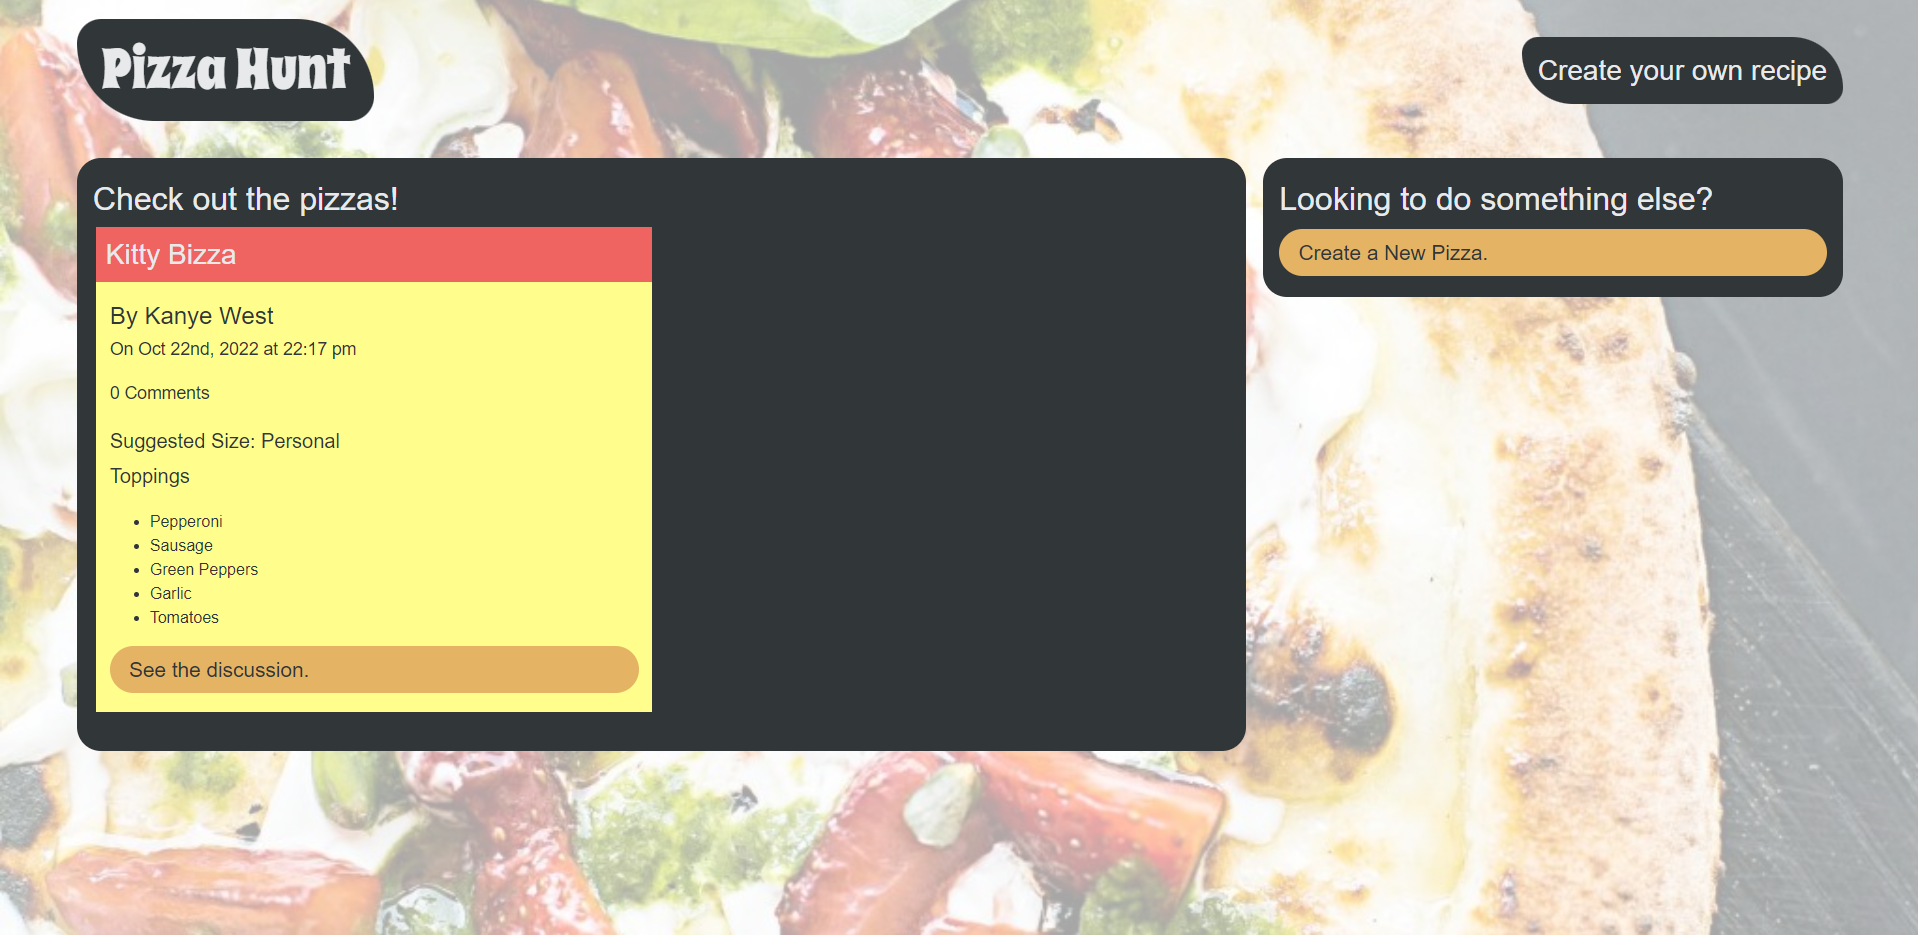 Pizza Hunt
Create your own recipe
Check out the pizzas!
Kitty Bizza
By Kanye West
On Oct 22nd, 2022 at 22:17 pm
0 Comments
Suggested Size: Personal
Toppings
Pepperoni
Sausage
Green Peppers
Garlic
Tomatoes
See the discussion.
Looking to do something else?
Create a New Pizza.